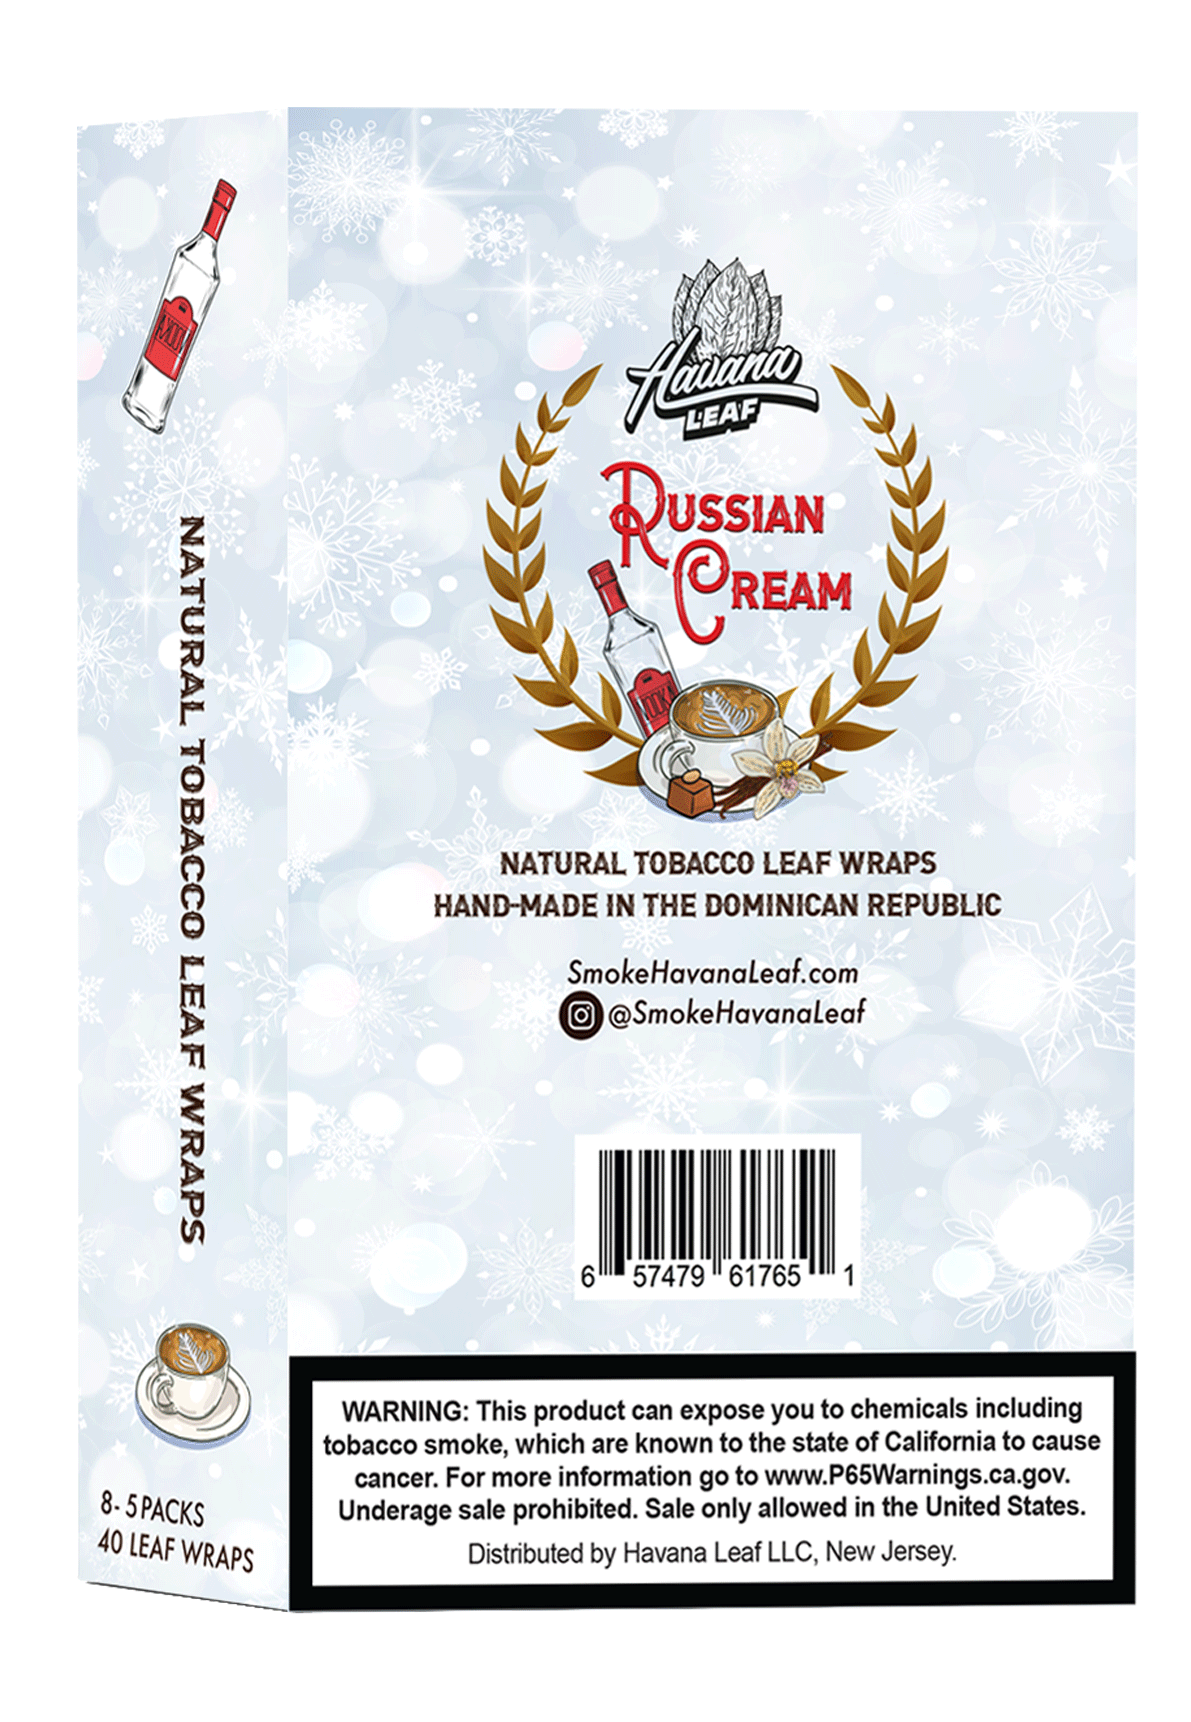 VODKA
NATURAL TOBACCO LEAF WRAPS
8- 5 PACKS
40 LEAF WRAPS
Havana
LEAF
RUSSIAN
CREAM
VODKA
NATURAL TOBACCO LEAF WRAPS
HAND-MADE IN THE DOMINICAN REPUBLIC
SmokeHavanaLeaf.com
@SmokeHavanaLeaf
6 57479 61765 1
WARNING: This product can expose you to chemicals including
tobacco smoke, which are known to the state of California to cause
cancer. For more information go to www.P65Warnings.ca.gov.
Underage sale prohibited. Sale only allowed in the United States.
Distributed by Havana Leaf LLC, New Jersey.